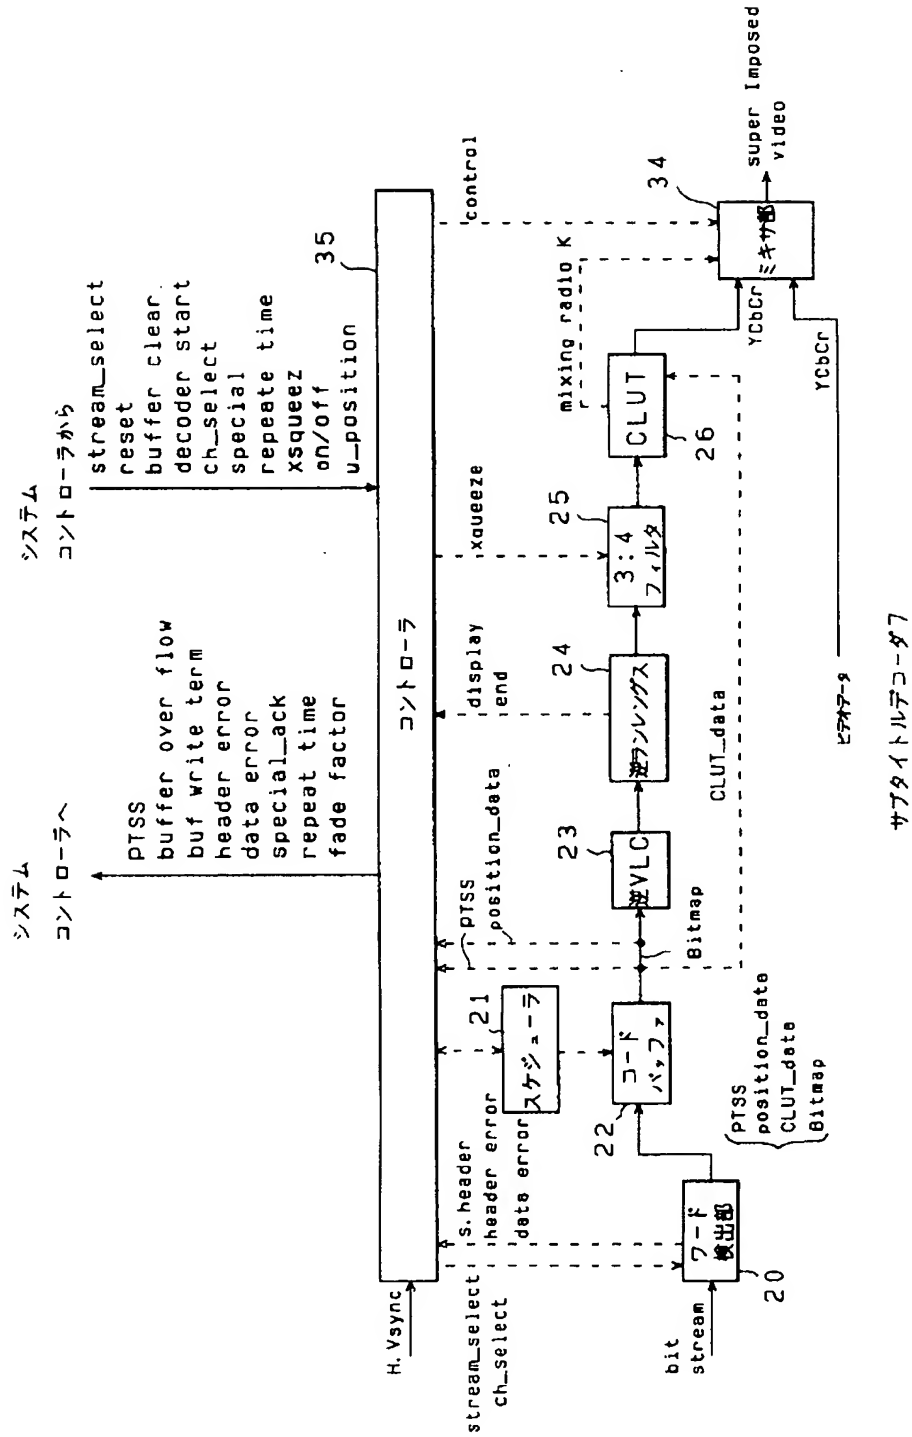 システム
コントローラへ
PTSS
buffer over flow
buf write term
header error
data error
special_ack
repeat time
fade factor
システム
コントローラから
stream_select
reset
buffer clear
decoder start
ch_select
special
repeat time
xsqueez
on/off
u_position
35
H.Vsync
コントローラ
stream_select
ch_select
s.header
header error
data error
21
スケジューラ
PTSS
position_data
display
end
xqueeze
control
bit
stream
ワード
検出部
20
22
コード
バッファ
Bitmap
23
逆VLC
24
逆ランレングス
25
3:4
フィルタ
CLUT
26
mixing radio K
34
ミキサ部
super Imposed
video
YCbCr
YCbCr
CLUT_data
PTSS
position_data
CLUT_data
Bitmap
ビデオデータ
サブタイトルデコーダ7